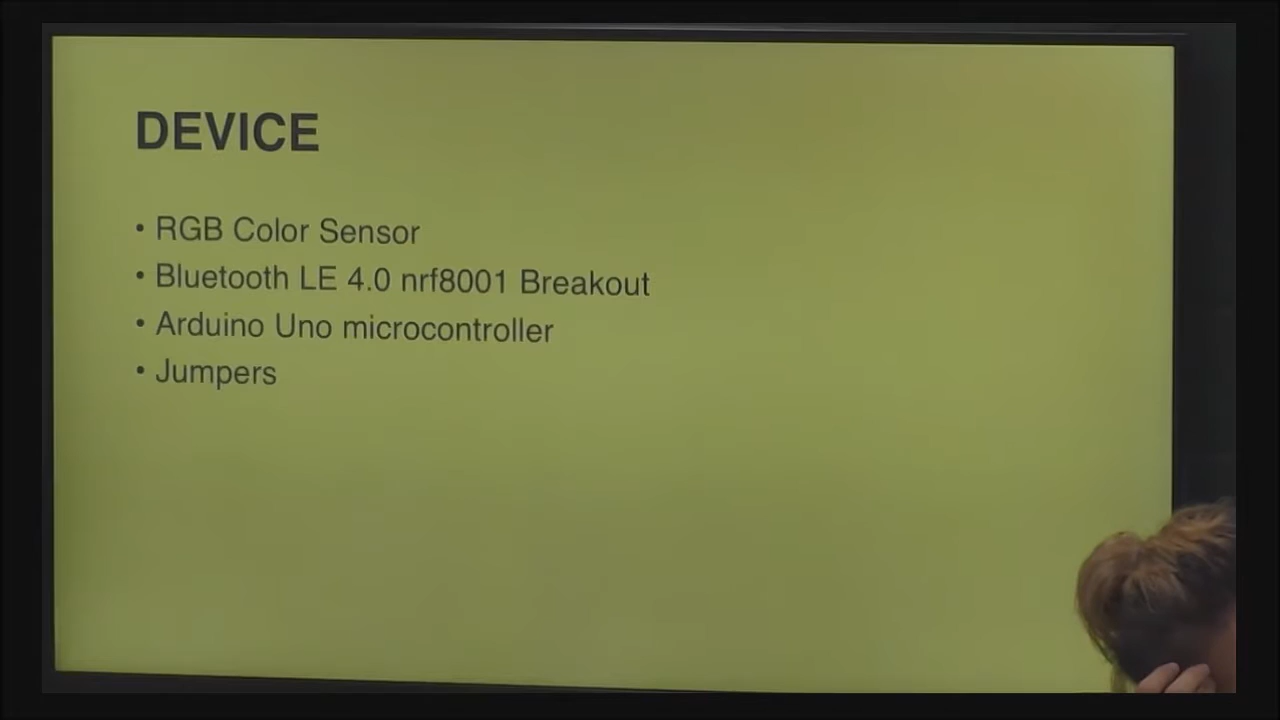 DEVICE
• RGB Color Sensor
• Bluetooth LE 4.0 nrf8001 Breakout
• Arduino Uno microcontroller
• Jumpers